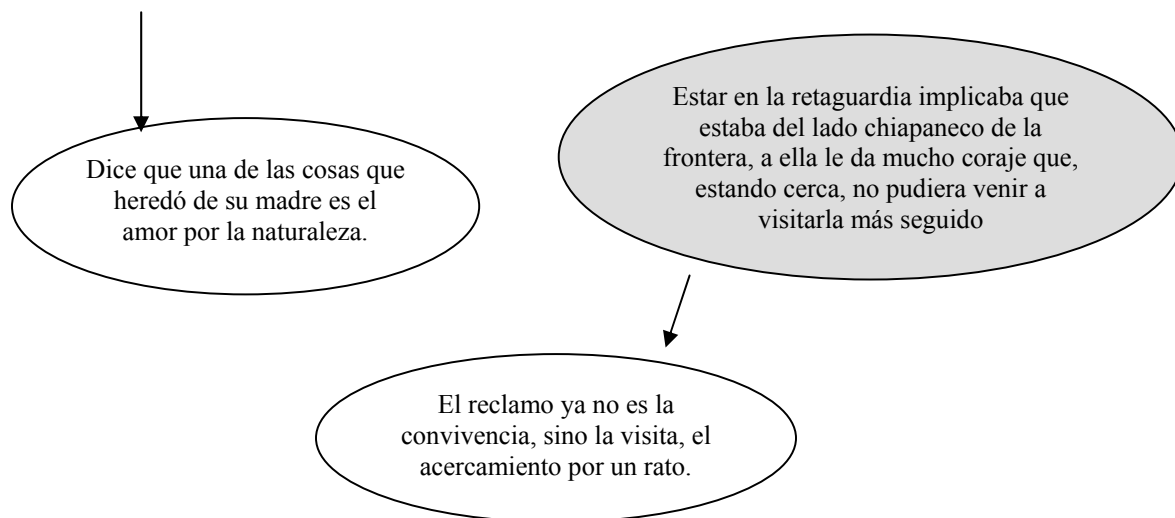 Estar en la retaguardia implicaba que
estaba del lado chiapaneco de la
frontera, a ella le da mucho coraje que,
estando cerca, no pudiera venir a
visitarla más seguido
Dice que una de las cosas que
heredó de su madre es el
amor por la naturaleza.
El reclamo ya no es la
convivencia, sino la visita, el
acercamiento por un rato.